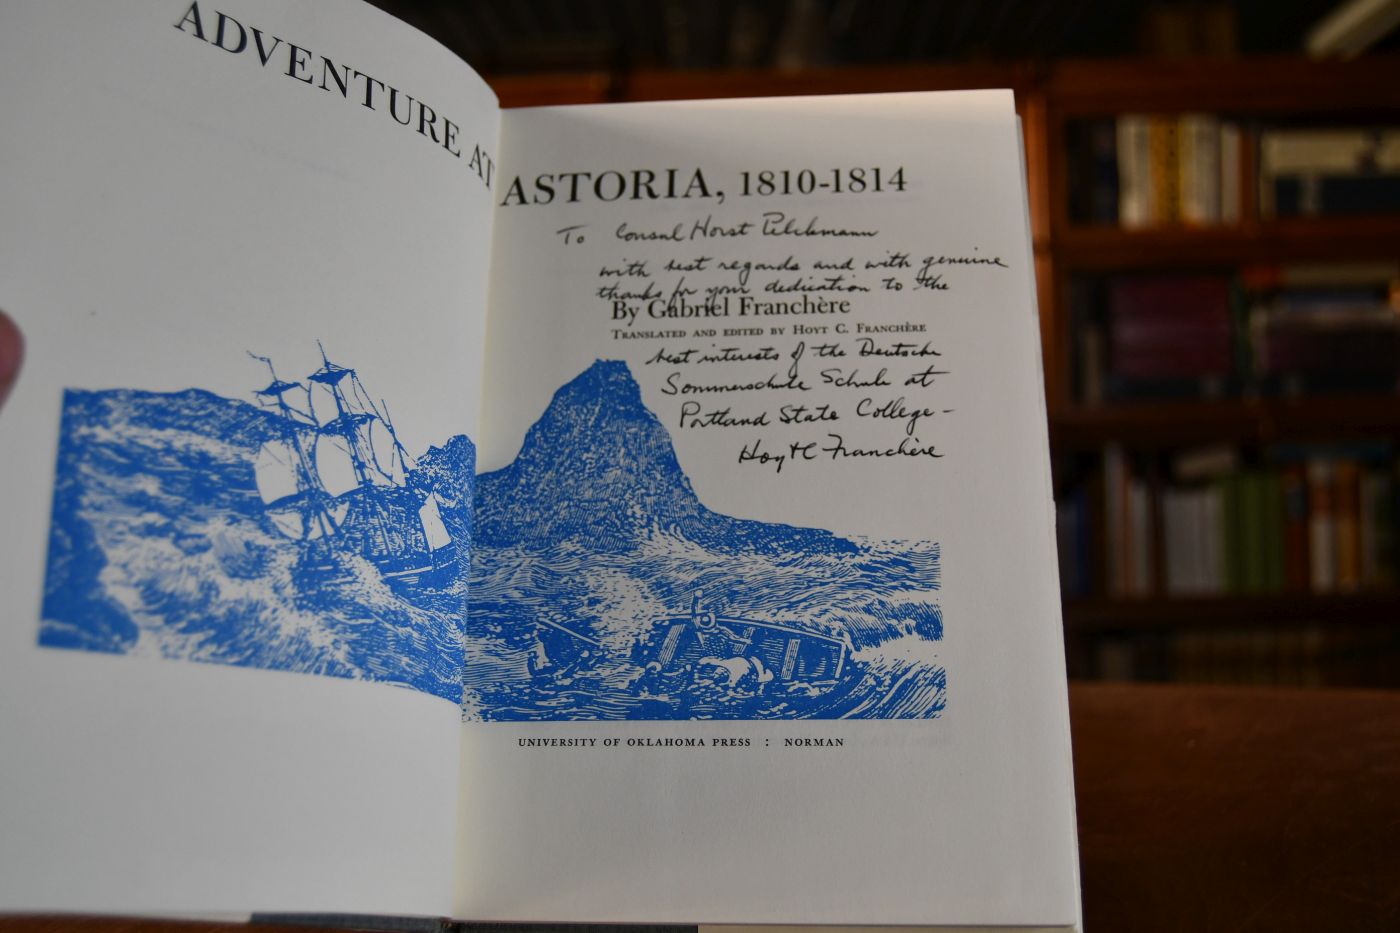 ADVENTURE AT ASTORIA, 1810-1814
To Consul Horst Pelckmann
with best regards and with genuine
thanks for your dedication to the
By Gabriel Franchère
TRANSLATED AND EDITED BY HOYT C. FRANCHÈRE
best interests of the Deutsche
Sommerschule Schule at
Portland State College -
Hoyt C Franchère
UNIVERSITY OF OKLAHOMA PRESS : NORMAN